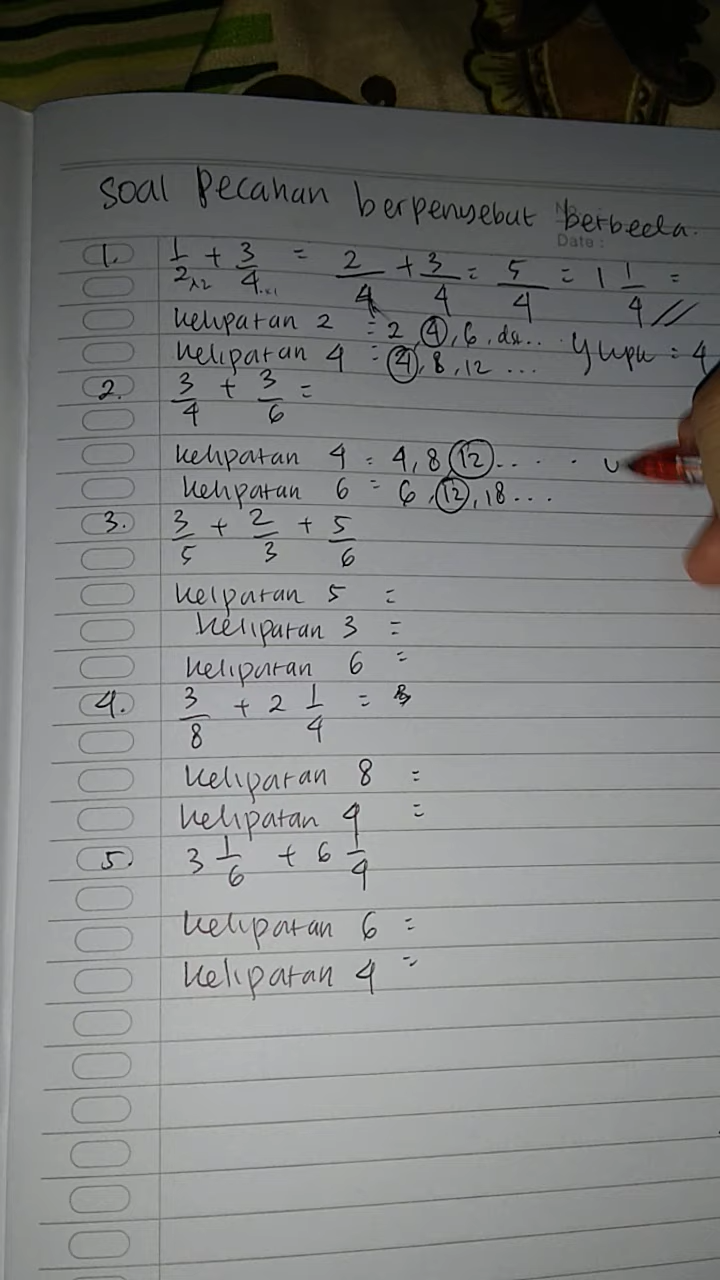 soal Pecahan berpenyebut berbeda.
Date :
1. 1/2 ×2 + 3/4 ×1 = 2/4 + 3/4 = 5/4 = 1 1/4 =
kelipatan 2 = 2, 4, 6, ...
kelipatan 4 = 4, 8, 12 ... = 4
2. 3/4 + 3/6 =
kelipatan 4 = 4, 8, 12 . . . .
kelipatan 6 = 6, 12, 18 ...
3. 3/5 + 2/3 + 5/6
kelipatan 5 =
kelipatan 3 =
kelipatan 6 =
4. 3/8 + 2 1/4 =
kelipatan 8 =
kelipatan 4 =
5. 3 1/6 + 6 1/4
kelipatan 6 =
kelipatan 4 =